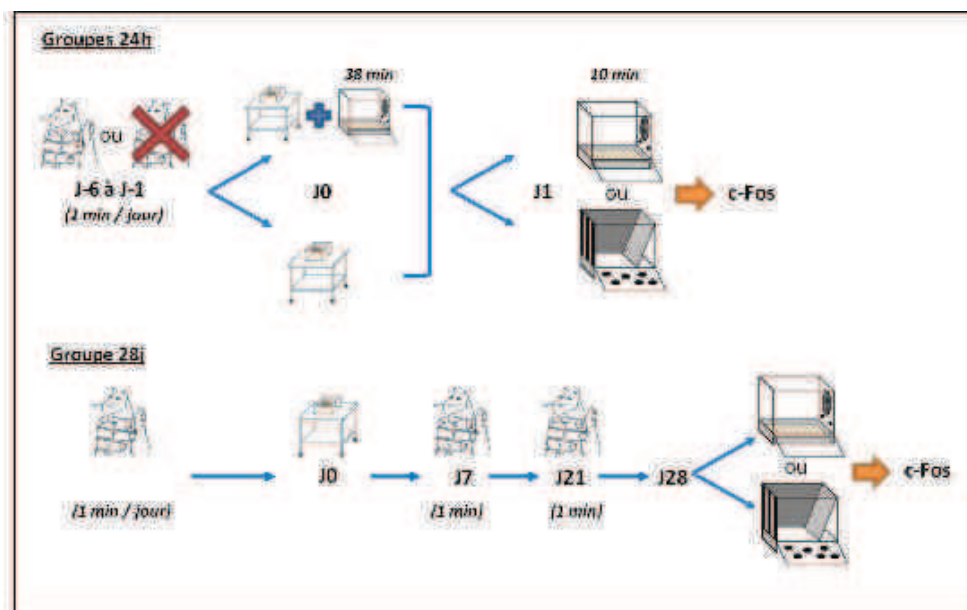 Groupes 24h
38 min
10 min
ou
J-6 à J-1
(1 min / jour)
J0
J1
ou
c-Fos
Groupe 28j
J0
J7
J21
J28
ou
c-Fos
(1 min / jour)
(1 min)
(1 min)